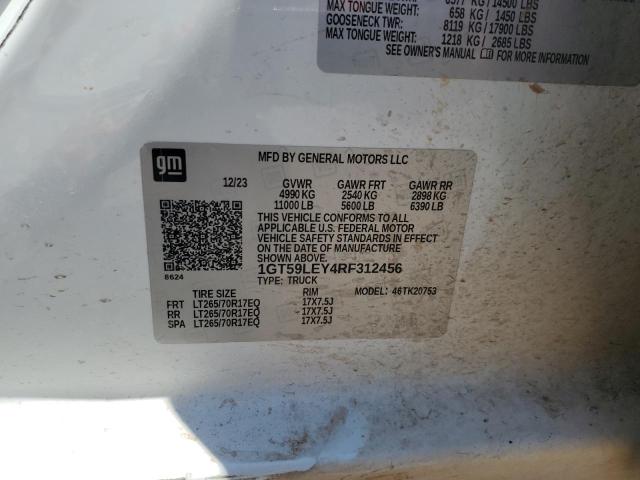 14500 LBS
MAX TONGUE WEIGHT: 658 KG / 1450 LBS
GOOSENECK TWR: 8119 KG / 17900 LBS
MAX TONGUE WEIGHT: 1218 KG / 2685 LBS
SEE OWNER'S MANUAL FOR MORE INFORMATION
gm
MFD BY GENERAL MOTORS LLC
12/23 GVWR GAWR FRT GAWR RR
4990 KG 2540 KG 2898 KG
11000 LB 5600 LB 6390 LB
THIS VEHICLE CONFORMS TO ALL
APPLICABLE U.S. FEDERAL MOTOR
VEHICLE SAFETY STANDARDS IN EFFECT
ON THE DATE OF MANUFACTURE SHOWN ABOVE.
1GT59LEY4RF312456
8624
TYPE: TRUCK MODEL: 46TK20753
TIRE SIZE RIM
FRT LT265/70R17EQ 17X7.5J
RR LT265/70R17EQ 17X7.5J
SPA LT265/70R17EQ 17X7.5J